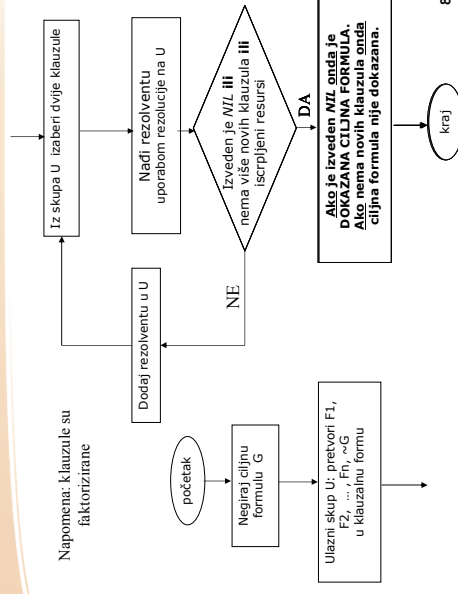 Napomena: klauzule su
faktorizirane
početak
Negiraj ciljnu
formulu G
Ulazni skup U: pretvori F1,
F2, ... , Fn, ~G
u klauzalnu formu
Iz skupa U izaberi dvije klauzule
Nađi rezolventu
uporabom rezolucije na U
Izveden je NIL ili
nema više novih klauzula ili
iscrpljeni resursi
NE
Dodaj rezolventu u U
DA
Ako je izveden NIL onda je
DOKAZANA CILJNA FORMULA.
Ako nema novih klauzula onda
ciljna formula nije dokazana.
kraj
8